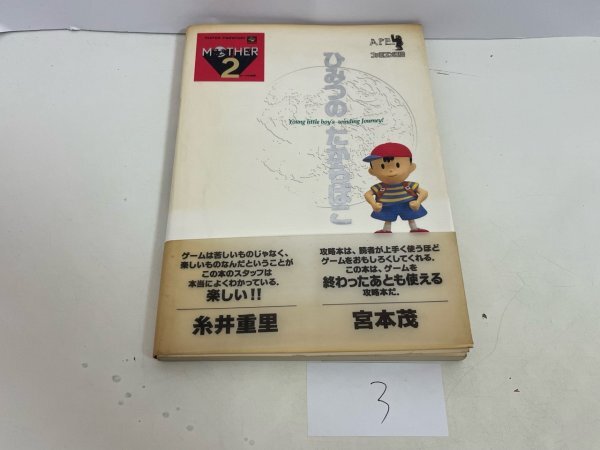 SUPER FAMICOM
MOTHER
2
APE
ひみつのたからばこ
Young little boy's winding Journey!
ゲームは苦しいものじゃなく、
楽しいものなんだということが
この本のスタッフは
本当によくわかっている。
楽しい!!
糸井重里
攻略本は、読者が上手く使うほど
ゲームをおもしろくしてくれる。
この本は、ゲームを
終わったあとも使える
攻略本だ。
宮本茂
3